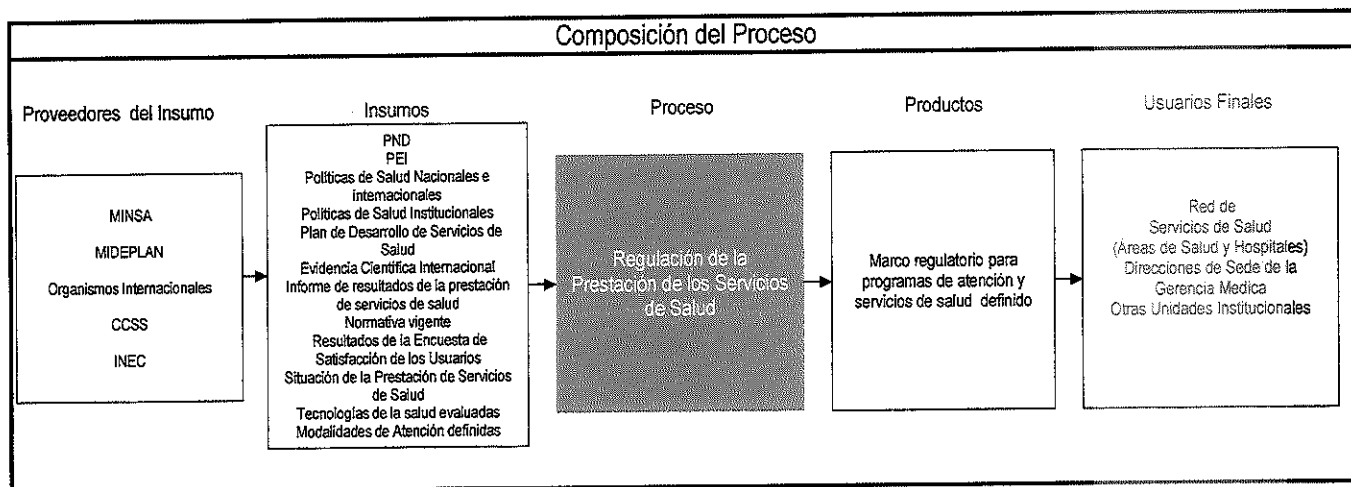 Composición del Proceso
Proveedores del Insumo
MINSA
MIDEPLAN
Organismos Internacionales
CCSS
INEC
Insumos
PND
PEI
Políticas de Salud Nacionales e
internacionales
Políticas de Salud Institucionales
Plan de Desarrollo de Servicios de
Salud
Evidencia Científica Internacional
Informe de resultados de la prestación
de servicios de salud
Normativa vigente
Resultados de la Encuesta de
Satisfacción de los Usuarios
Situación de la Prestación de Servicios
de Salud
Tecnologías de la salud evaluadas
Modalidades de Atención definidas
Proceso
Regulación de la
Prestación de los Servicios
de Salud
Productos
Marco regulatorio para
programas de atención y
servicios de salud definido
Usuarios Finales
Red de
Servicios de Salud
(Áreas de Salud y Hospitales)
Direcciones de Sede de la
Gerencia Medica
Otras Unidades Institucionales